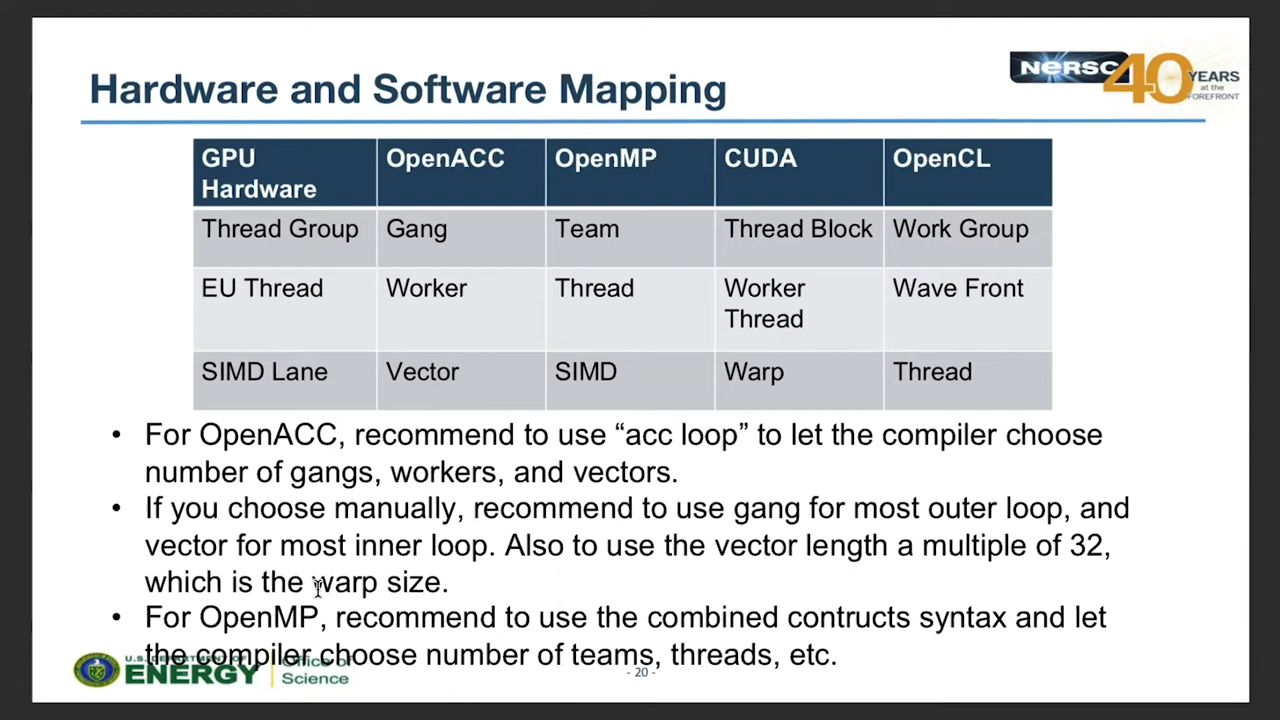 Hardware and Software Mapping
NERSC 40 YEARS at the FOREFRONT
GPU Hardware OpenACC OpenMP CUDA OpenCL
Thread Group Gang Team Thread Block Work Group
EU Thread Worker Thread Worker Thread Wave Front
SIMD Lane Vector SIMD Warp Thread
• For OpenACC, recommend to use “acc loop” to let the compiler choose
number of gangs, workers, and vectors.
• If you choose manually, recommend to use gang for most outer loop, and
vector for most inner loop. Also to use the vector length a multiple of 32,
which is the warp size.
• For OpenMP, recommend to use the combined contructs syntax and let
the compiler choose number of teams, threads, etc.
U.S. DEPARTMENT OF
ENERGY
Office of
Science
- 20 -